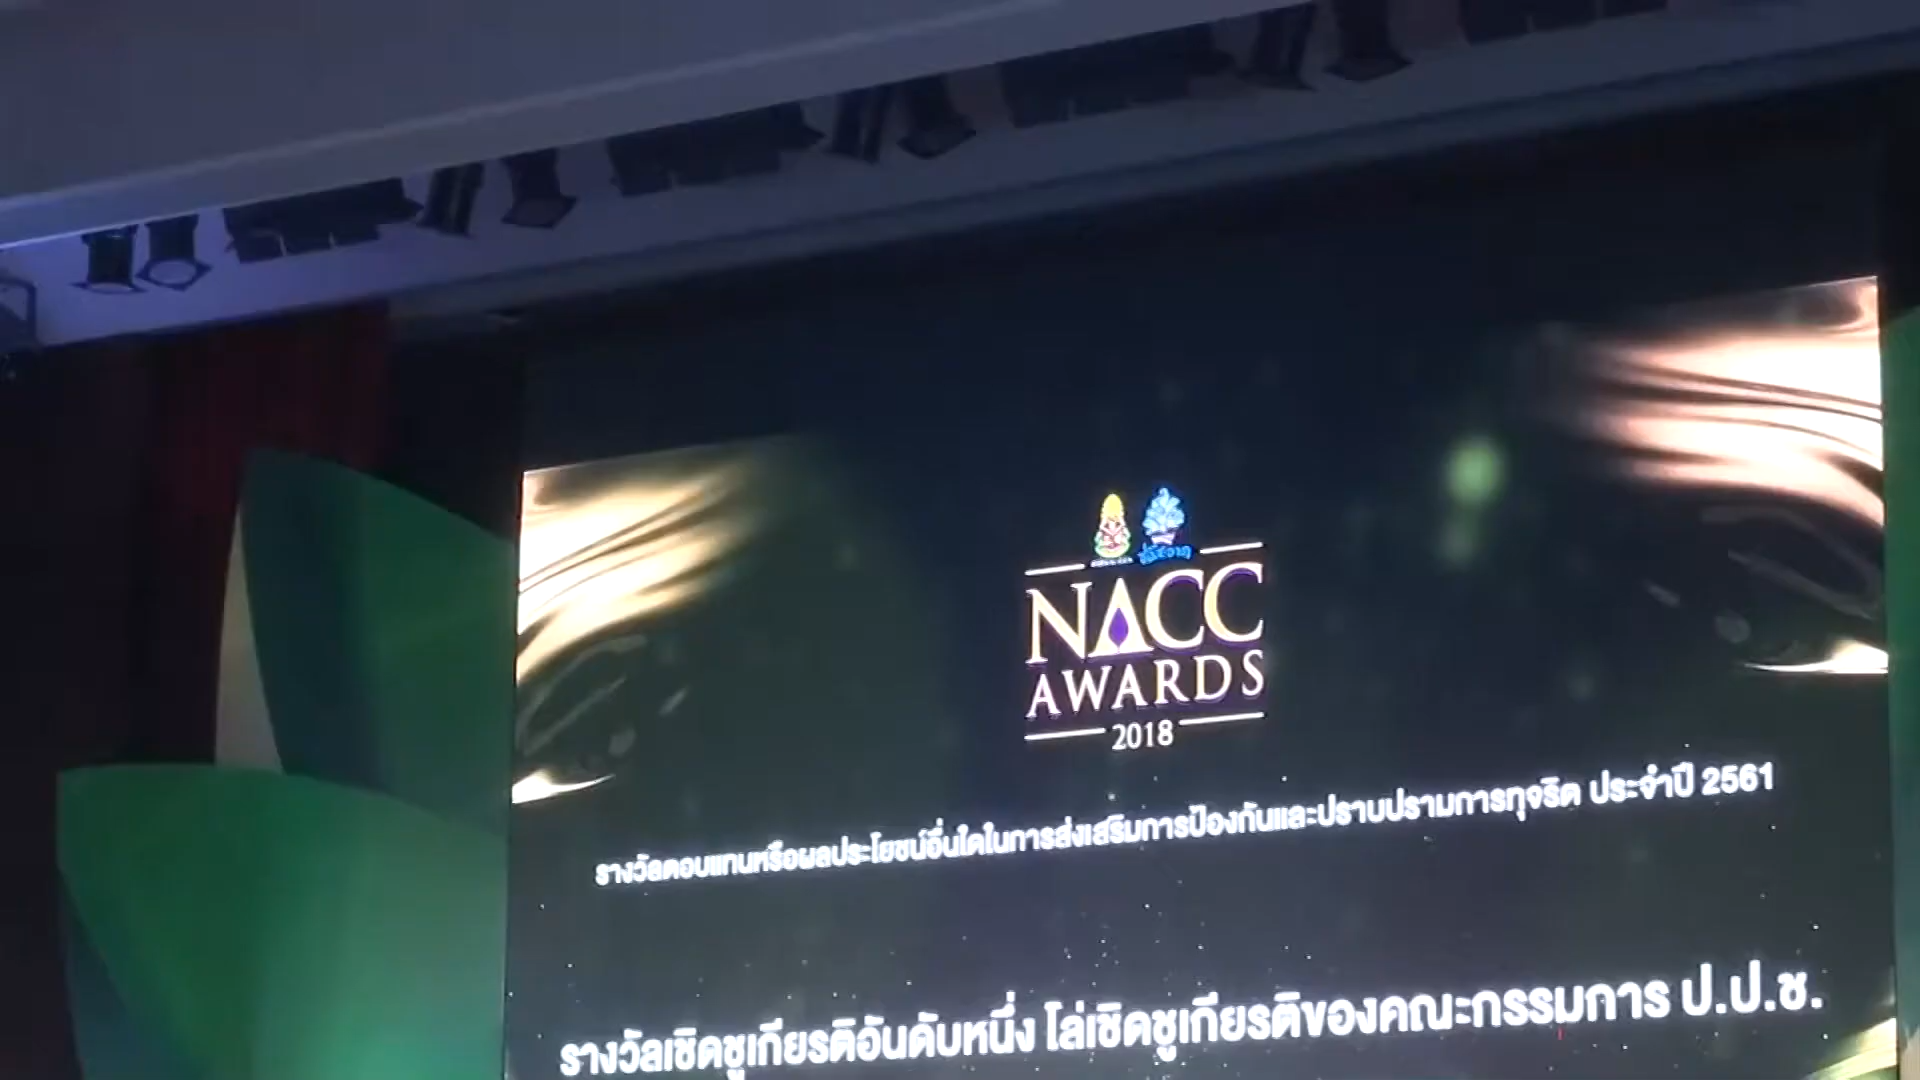 NACC
AWARDS
2018
รางวัลตอบแทนหรือผลประโยชน์อื่นใดในการส่งเสริมการป้องกันและปราบปรามการทุจริต ประจำปี 2561
รางวัลเชิดชูเกียรติอันดับหนึ่ง โล่เชิดชูเกียรติของคณะกรรมการ ป.ป.ช.